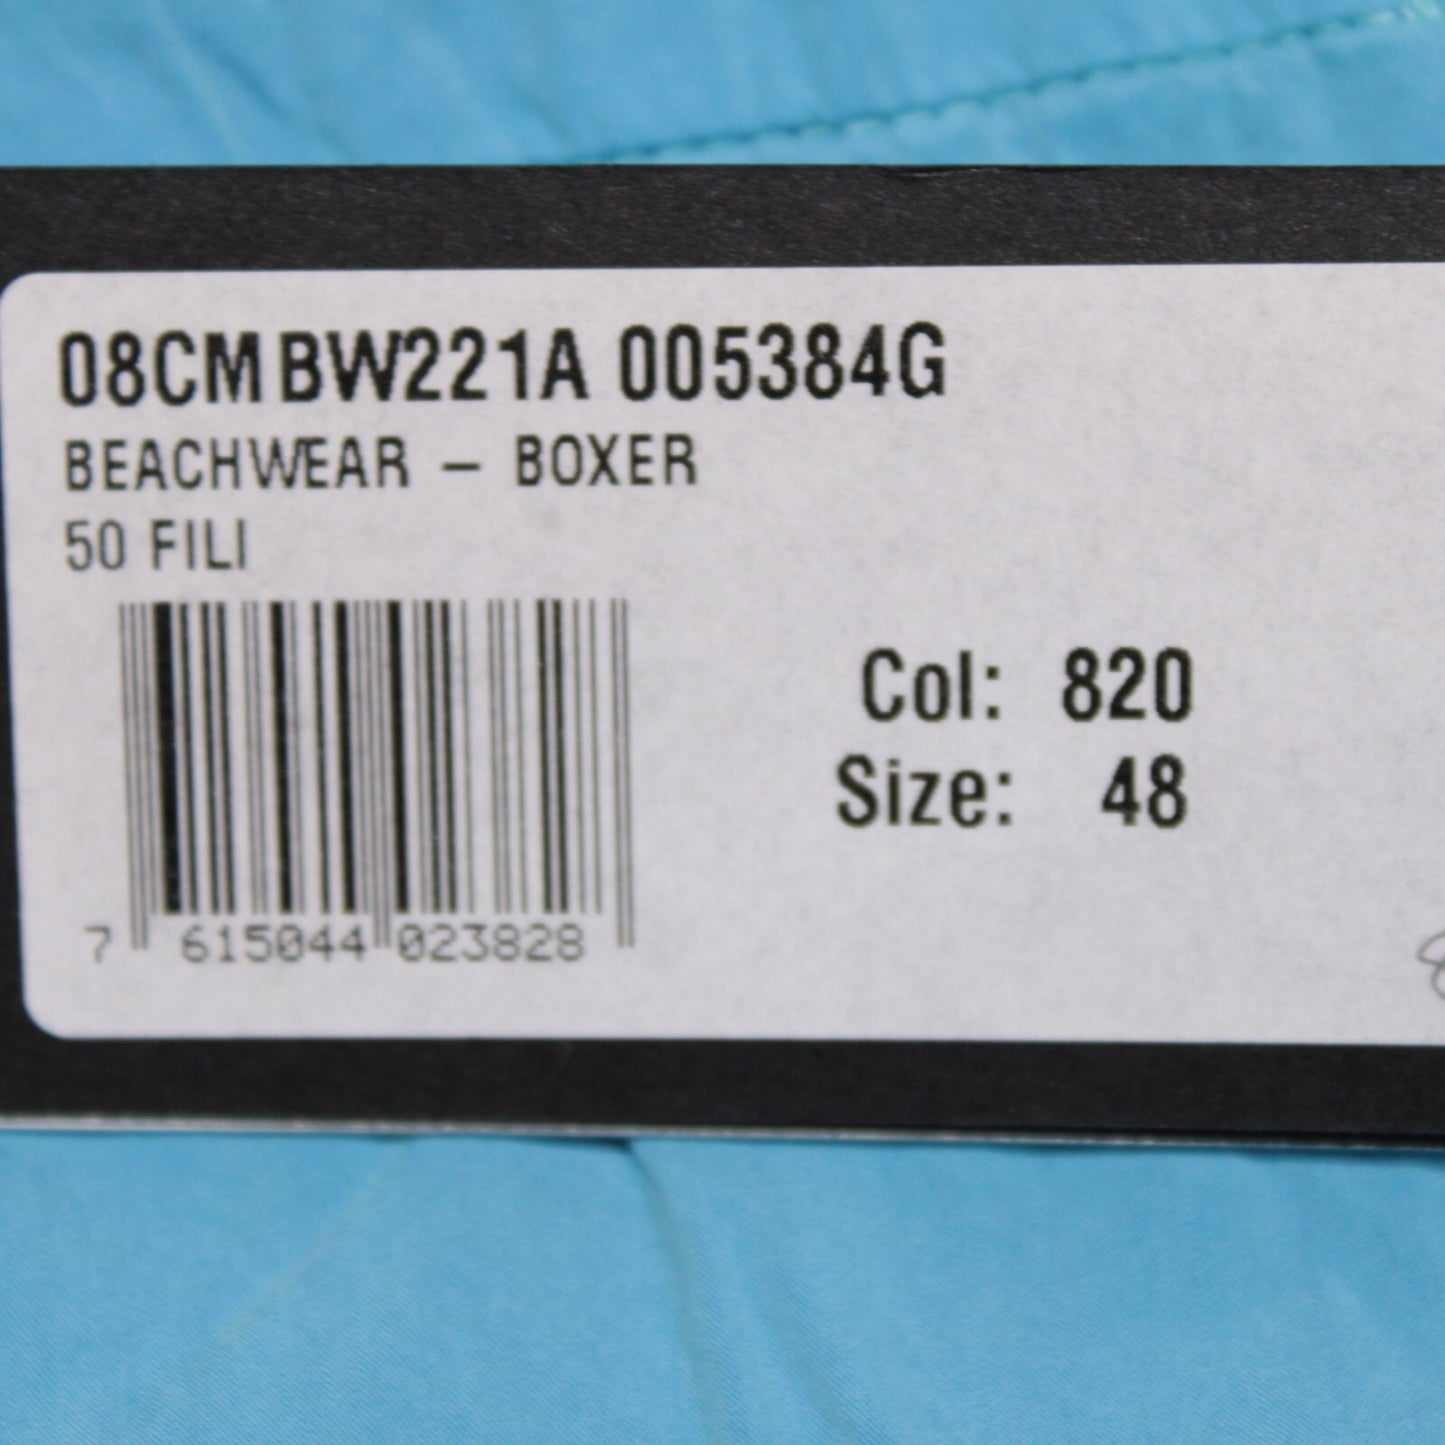 08CMBW221A 005384G
BEACHWEAR – BOXER
50 FILI
Col: 820
Size: 48
7 615044 023828